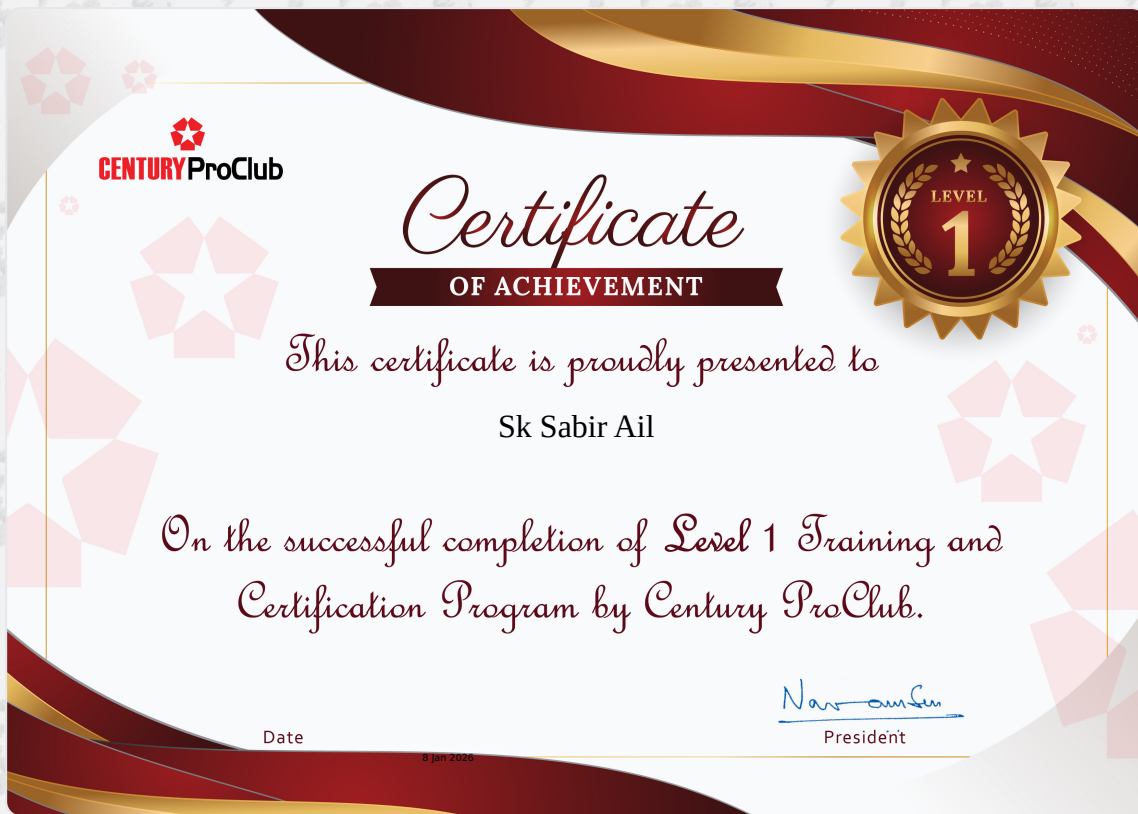 CENTURY ProClub
LEVEL
1
Certificate
OF ACHIEVEMENT
This certificate is proudly presented to
Sk Sabir Ail
On the successful completion of Level 1 Training and
Certification Program by Century ProClub.
Date
President
8 Jan 2026